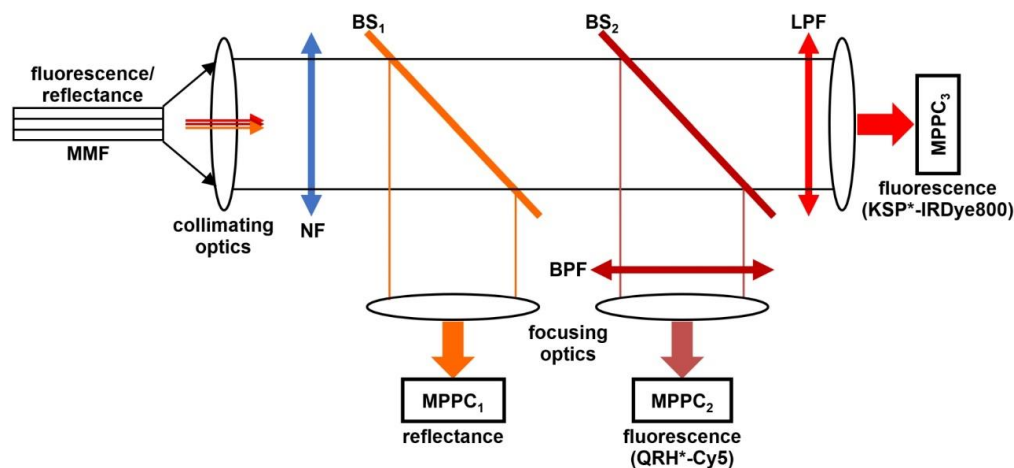 BS₁
BS₂
LPF
fluorescence/
reflectance
MMF
collimating
optics
NF
BPF
focusing
optics
MPPC₁
reflectance
MPPC₂
fluorescence
(QRH*-Cy5)
MPPC₃
fluorescence
(KSP*-IRDye800)